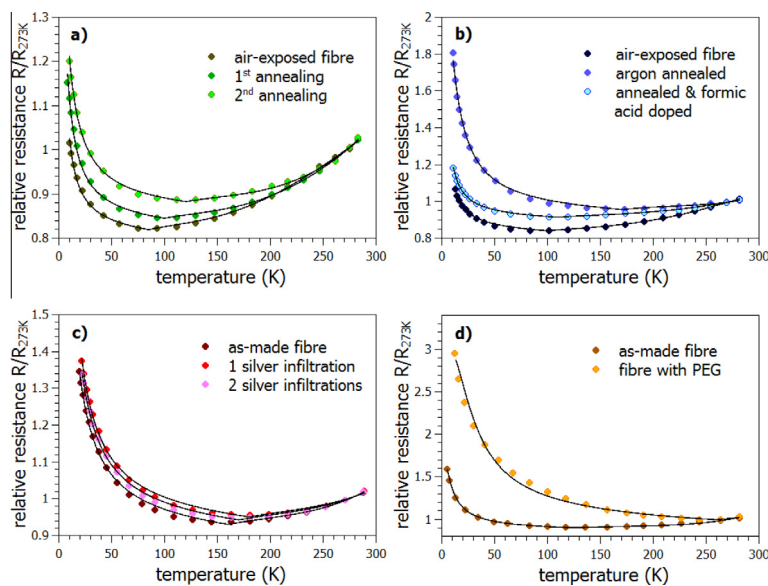 a)
air-exposed fibre
1st annealing
2nd annealing
relative resistance R/R273K
1.3
1.2
1.1
1
0.9
0.8
0 50 100 150 200 250 300
temperature (K)
b)
air-exposed fibre
argon annealed
annealed & formic
acid doped
relative resistance R/R273K
2
1.8
1.6
1.4
1.2
1
0.8
0 50 100 150 200 250 300
temperature (K)
c)
as-made fibre
1 silver infiltration
2 silver infiltrations
relative resistance R/R273K
1.5
1.4
1.3
1.2
1.1
1
0.9
0 50 100 150 200 250 300
temperature (K)
d)
as-made fibre
fibre with PEG
relative resistance R/R273K
3
2.5
2
1.5
1
0 50 100 150 200 250 300
temperature (K)